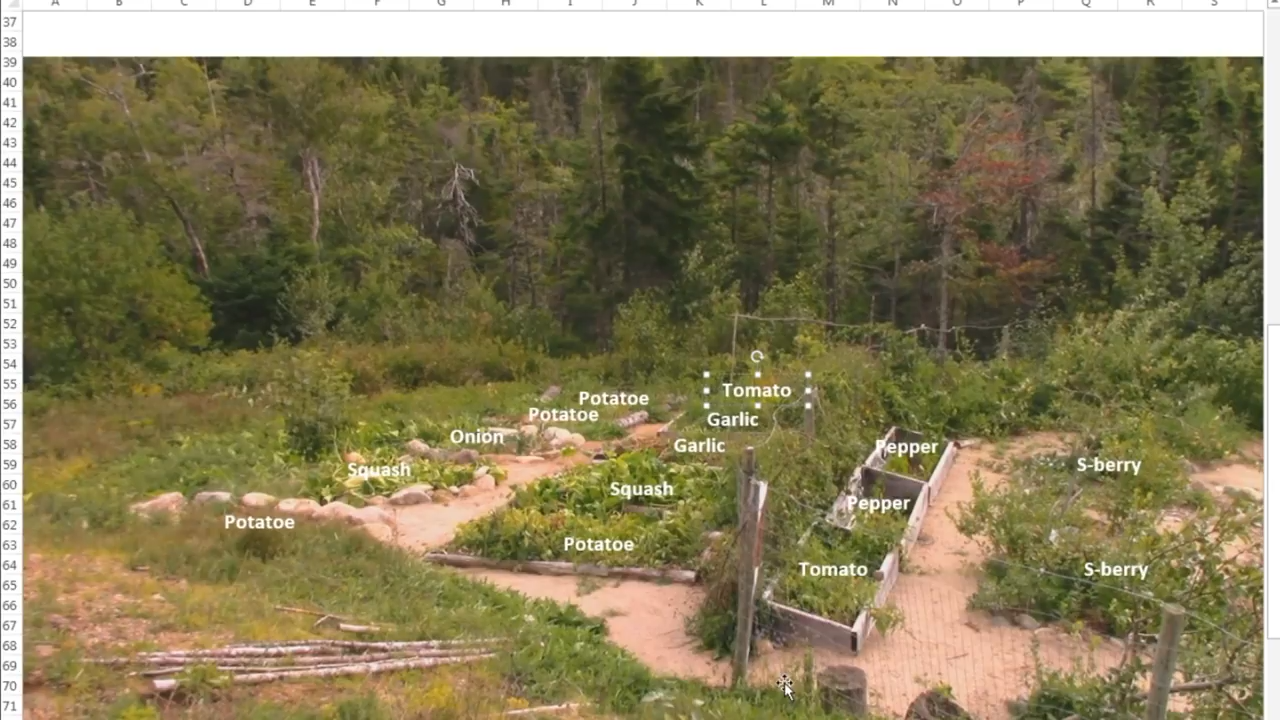 A B C D E F G H I J K L M N O P Q R S
37
38
39
40
41
42
43
44
45
46
47
48
49
50
51
52
53
54
55
56
57
58
59
60
61
62
63
64
65
66
67
68
69
70
71
Tomato
Potatoe
Potatoe
Garlic
Onion
Garlic
Pepper
Squash
S-berry
Squash
Pepper
Potatoe
Potatoe
Tomato
S-berry